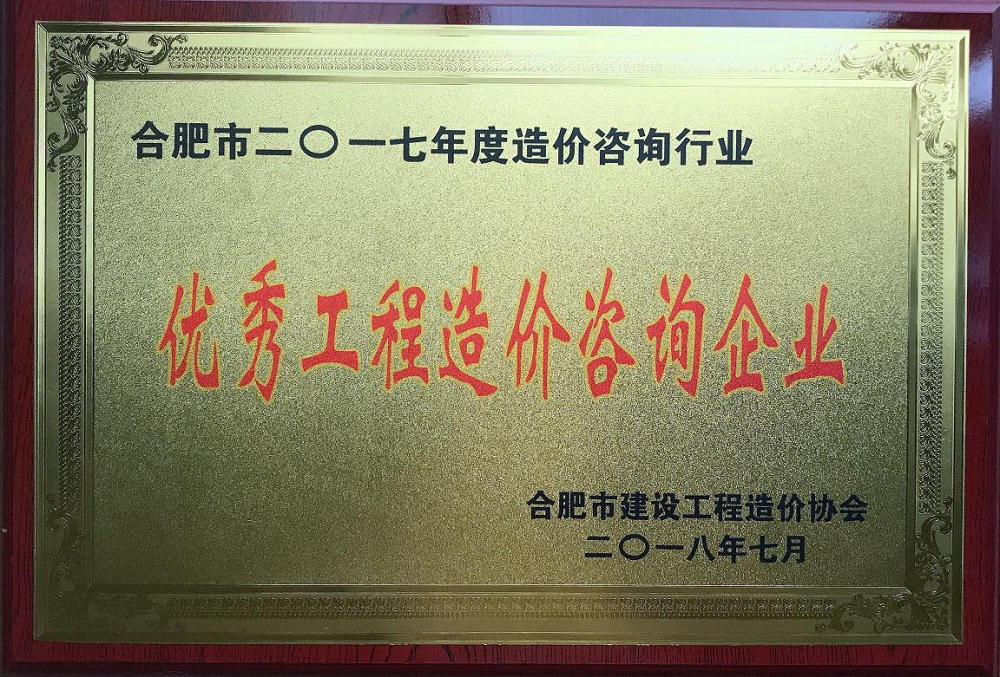 合肥市二〇一七年度造价咨询行业
优秀工程造价咨询企业
合肥市建设工程造价协会
二〇一八年七月